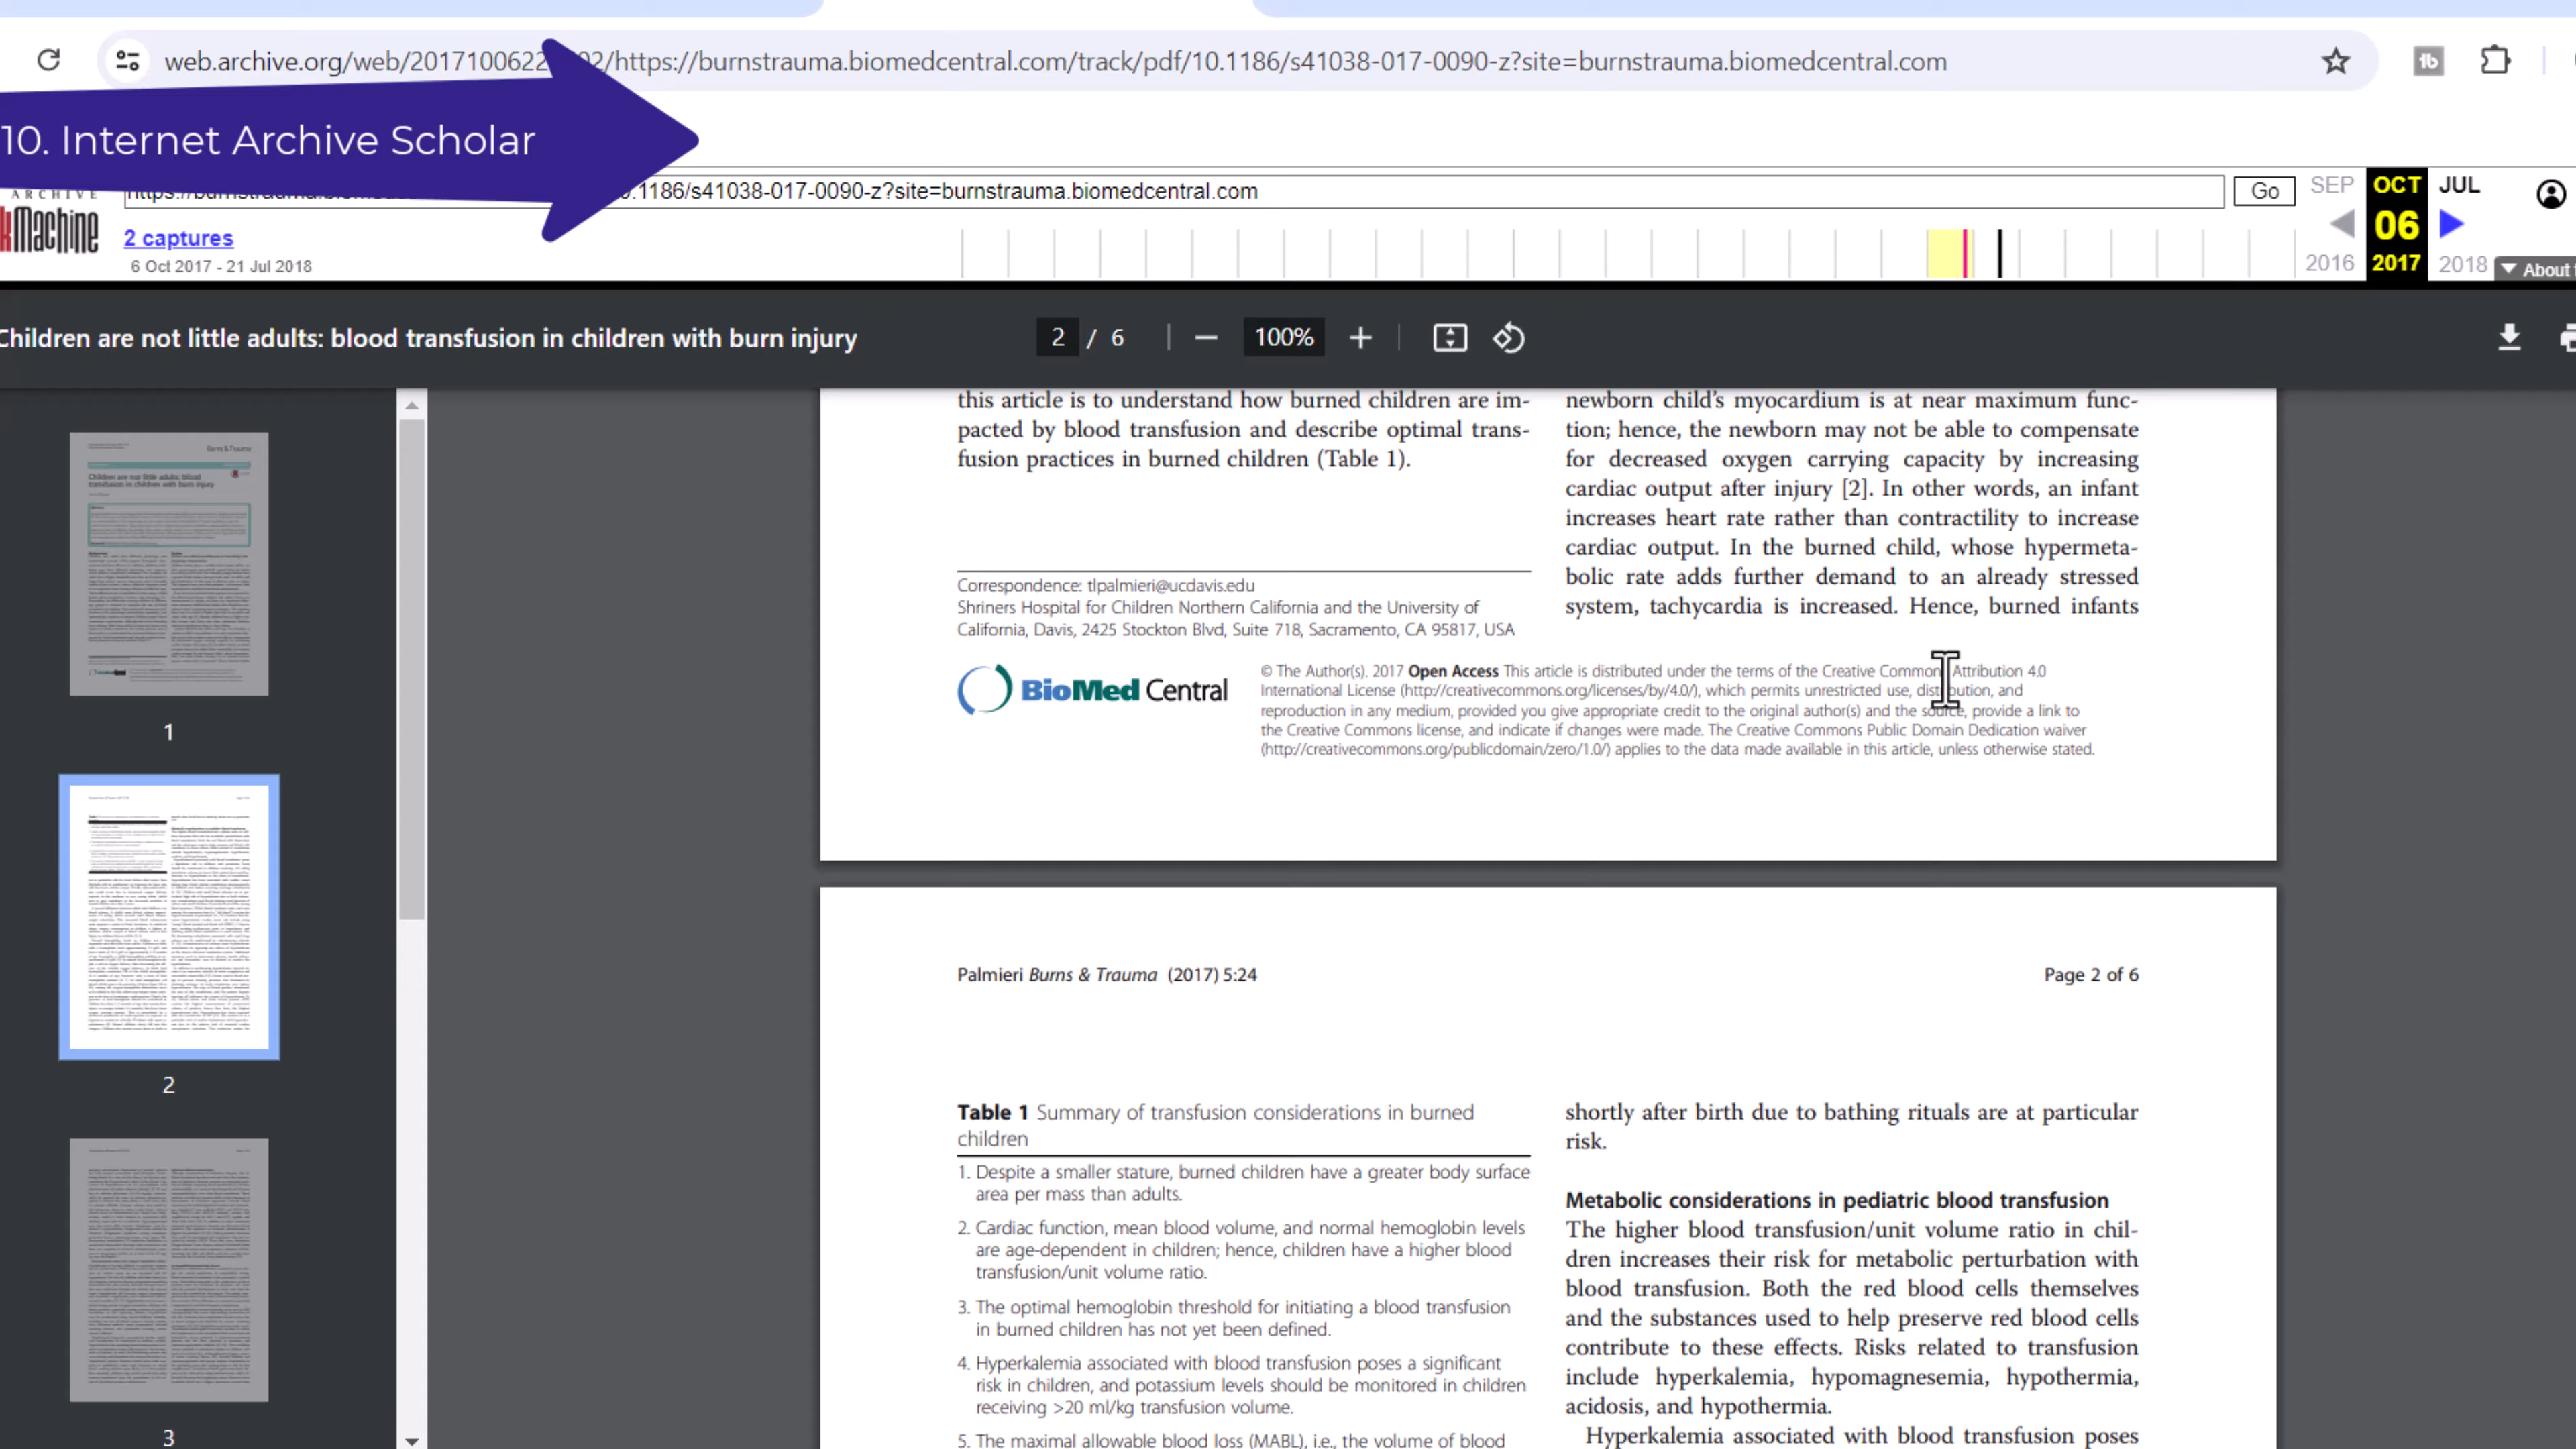 web.archive.org/web/2017100622 02/https://burnstrauma.biomedcentral.com/track/pdf/10.1186/s41038-017-0090-z?site=burnstrauma.biomedcentral.com
10. Internet Archive Scholar
ARCHIVE
kMachine
.1186/s41038-017-0090-z?site=burnstrauma.biomedcentral.com
Go
SEP
OCT
JUL
2 captures
06
6 Oct 2017 - 21 Jul 2018
2016
2017
2018
About
Children are not little adults: blood transfusion in children with burn injury
2 / 6
100%
this article is to understand how burned children are im-
pacted by blood transfusion and describe optimal trans-
fusion practices in burned children (Table 1).
Correspondence: tlpalmieri@ucdavis.edu
Shriners Hospital for Children Northern California and the University of
California, Davis, 2425 Stockton Blvd, Suite 718, Sacramento, CA 95817, USA
newborn child's myocardium is at near maximum func-
tion; hence, the newborn may not be able to compensate
for decreased oxygen carrying capacity by increasing
cardiac output after injury [2]. In other words, an infant
increases heart rate rather than contractility to increase
cardiac output. In the burned child, whose hypermeta-
bolic rate adds further demand to an already stressed
system, tachycardia is increased. Hence, burned infants
BioMed Central
© The Author(s). 2017 Open Access This article is distributed under the terms of the Creative Commons Attribution 4.0
International License (http://creativecommons.org/licenses/by/4.0/), which permits unrestricted use, distribution, and
reproduction in any medium, provided you give appropriate credit to the original author(s) and the source, provide a link to
the Creative Commons license, and indicate if changes were made. The Creative Commons Public Domain Dedication waiver
(http://creativecommons.org/publicdomain/zero/1.0/) applies to the data made available in this article, unless otherwise stated.
1
2
3
Palmieri Burns & Trauma (2017) 5:24
Page 2 of 6
Table 1 Summary of transfusion considerations in burned
children
1. Despite a smaller stature, burned children have a greater body surface
area per mass than adults.
2. Cardiac function, mean blood volume, and normal hemoglobin levels
are age-dependent in children; hence, children have a higher blood
transfusion/unit volume ratio.
3. The optimal hemoglobin threshold for initiating a blood transfusion
in burned children has not yet been defined.
4. Hyperkalemia associated with blood transfusion poses a significant
risk in children, and potassium levels should be monitored in children
receiving >20 ml/kg transfusion volume.
5. The maximal allowable blood loss (MABL), i.e., the volume of blood
shortly after birth due to bathing rituals are at particular
risk.
Metabolic considerations in pediatric blood transfusion
The higher blood transfusion/unit volume ratio in chil-
dren increases their risk for metabolic perturbation with
blood transfusion. Both the red blood cells themselves
and the substances used to help preserve red blood cells
contribute to these effects. Risks related to transfusion
include hyperkalemia, hypomagnesemia, hypothermia,
acidosis, and hypothermia.
Hyperkalemia associated with blood transfusion poses